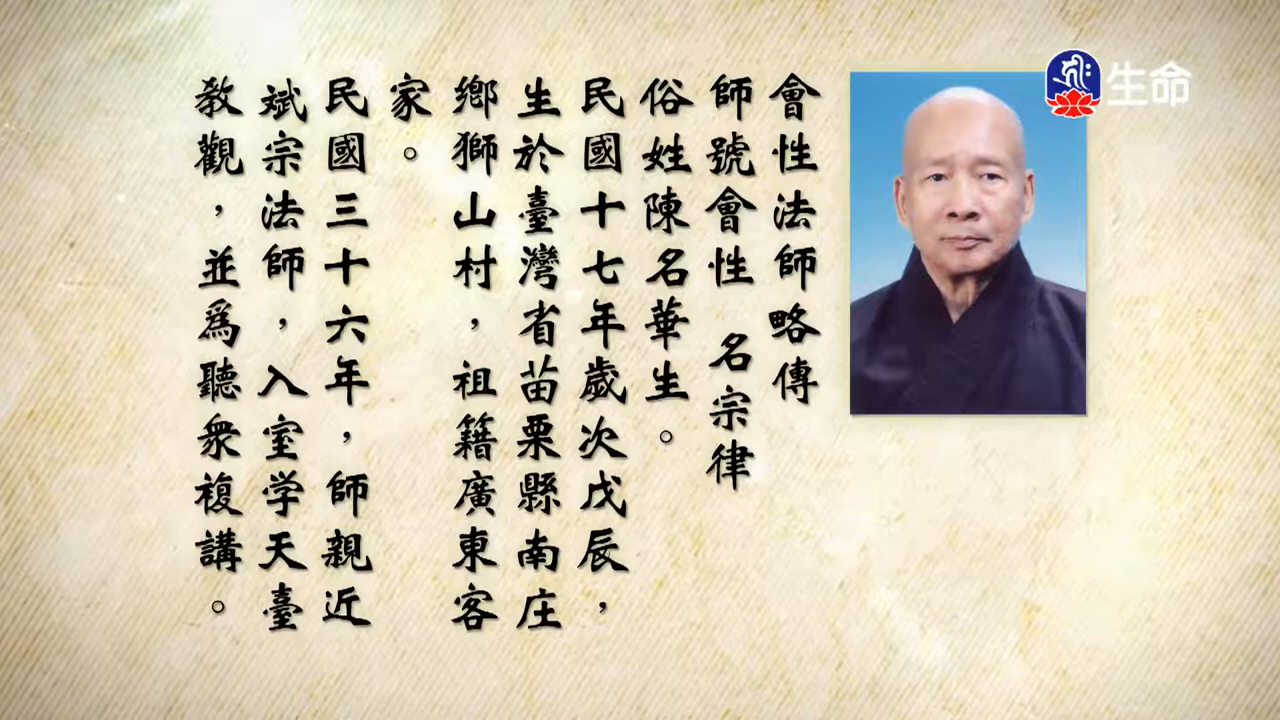 生命
會性法師略傳
師號會性 名宗律
俗姓陳名華生。
民國十七年歲次戊辰，
生於臺灣省苗栗縣南庄
鄉獅山村，祖籍廣東客
家。
民國三十六年，師親近
斌宗法師，入室学天臺
教觀，並為聽眾複講。